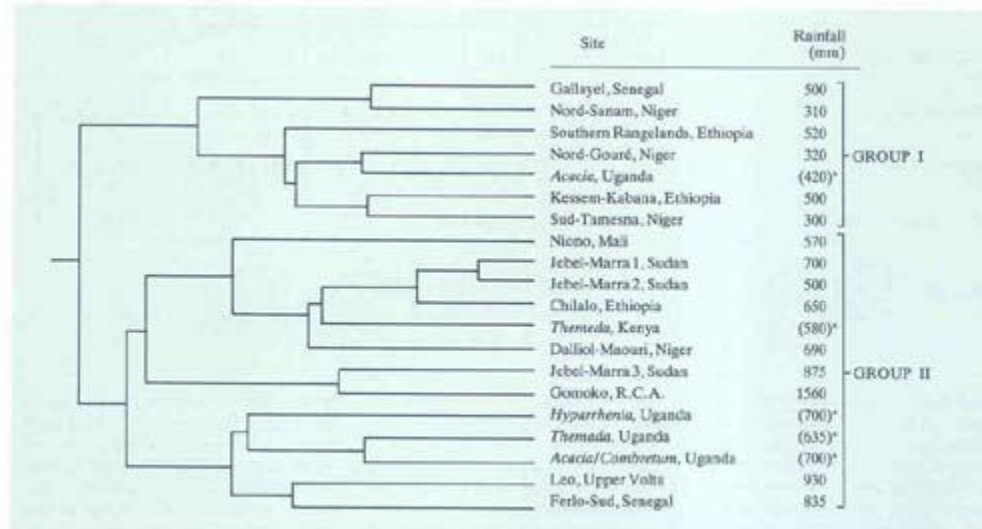 Site Rainfall
(mm)
Gallayel, Senegal 500
Nord-Sanam, Niger 310
Southern Rangelands, Ethiopia 520
Nord-Gouré, Niger 320
GROUP I
Acacie, Uganda (420)ª
Kessem-Kabana, Ethiopia 500
Sud-Tamesna, Niger 300
Niono, Mali 570
Jebel-Marra 1, Sudan 700
Jebel-Marra 2, Sudan 500
Chilalo, Ethiopia 650
Themeda, Kenya (580)ª
Dalliol-Maouri, Niger 690
Jebel-Marra 3, Sudan 875
GROUP II
Gomoko, R.C.A. 1560
Hyparrhenia, Uganda (700)ª
Themada, Uganda (635)ª
Acacia/Combretum, Uganda (700)ª
Leo, Upper Volta 930
Ferlo-Sud, Senegal 835